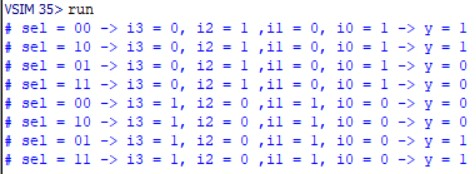 VSIM 35> run
# sel = 00 -> i3 = 0, i2 = 1 ,i1 = 0, i0 = 1 -> y = 1
# sel = 10 -> i3 = 0, i2 = 1 ,i1 = 0, i0 = 1 -> y = 1
# sel = 01 -> i3 = 0, i2 = 1 ,i1 = 0, i0 = 1 -> y = 0
# sel = 11 -> i3 = 0, i2 = 1 ,i1 = 0, i0 = 1 -> y = 0
# sel = 00 -> i3 = 1, i2 = 0 ,i1 = 1, i0 = 0 -> y = 0
# sel = 10 -> i3 = 1, i2 = 0 ,i1 = 1, i0 = 0 -> y = 0
# sel = 01 -> i3 = 1, i2 = 0 ,i1 = 1, i0 = 0 -> y = 1
# sel = 11 -> i3 = 1, i2 = 0 ,i1 = 1, i0 = 0 -> y = 1